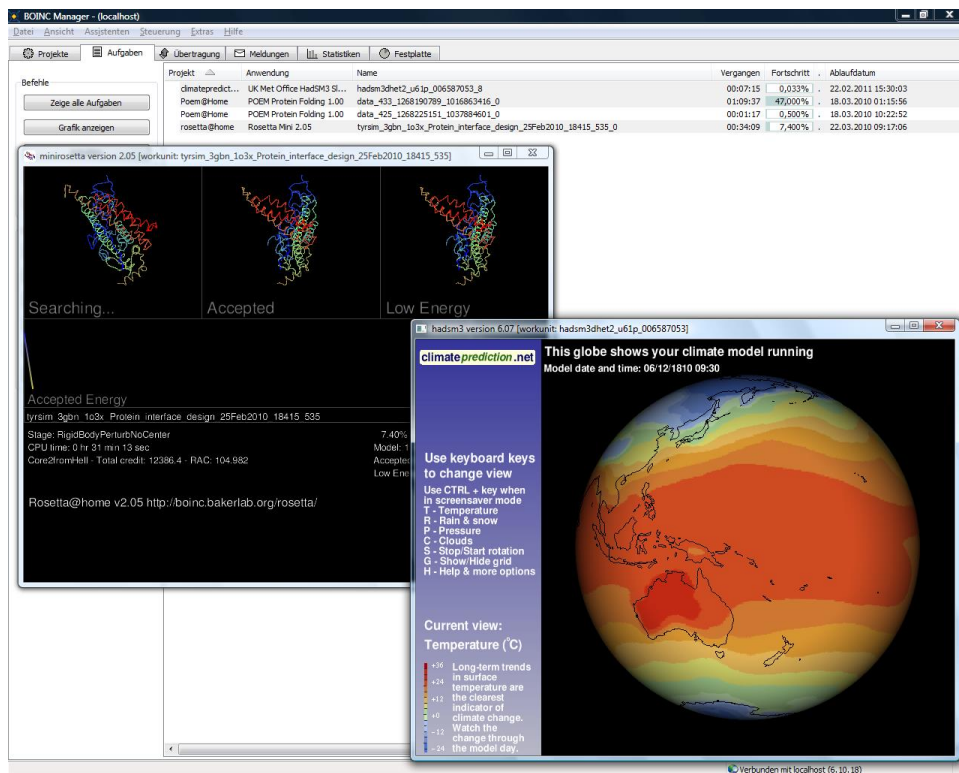 BOINC Manager - (localhost)
Datei Ansicht Assistenten Steuerung Extras Hilfe
Projekte Aufgaben Übertragung Meldungen Statistiken Festplatte
Befehle
Zeige alle Aufgaben
Grafik anzeigen
Projekt Anwendung Name Vergangen Fortschritt . Ablaufdatum
climatepredict... UK Met Office HadSM3 Sl... hadsm3dhet2_u61p_006587053_8 00:07:15 0,033% . 22.02.2011 15:30:03
Poem@Home POEM Protein Folding 1.00 data_433_1268190789_1016863416_0 01:09:37 47,000% . 18.03.2010 01:15:56
Poem@Home POEM Protein Folding 1.00 data_425_1268225151_1037884601_0 00:01:17 0,500% . 18.03.2010 10:22:52
rosetta@home Rosetta Mini 2.05 tyrsim_3gbn_1o3x_Protein_interface_design_25Feb2010_18415_535_0 00:34:09 7,400% . 22.03.2010 09:17:06
minirosetta version 2.05 [workunit: tyrsim_3gbn_1o3x_Protein_interface_design_25Feb2010_18415_535]
Searching... Accepted Low Energy
Accepted Energy
tyrsim_3gbn_1o3x_Protein_interface_design_25Feb2010_18415_535
Stage: RigidBodyPerturbNoCenter 7.40%
CPU time: 0 hr 31 min 13 sec Model: 1
Core2fromHell - Total credit: 12386.4 - RAC: 104.982 Accepted
Low Ene
Rosetta@home v2.05 http://boinc.bakerlab.org/rosetta/
hadsm3 version 6.07 [workunit: hadsm3dhet2_u61p_006587053]
climateprediction.net
This globe shows your climate model running
Model date and time: 06/12/1810 09:30
Use keyboard keys
to change view
Use CTRL + key when
in screensaver mode
T - Temperature
R - Rain & snow
P - Pressure
C - Clouds
S - Stop/Start rotation
G - Show/Hide grid
H - Help & more options
Current view:
Temperature (°C)
+36
+24
+12
+0
-12
-24
Long-term trends
in surface
temperature are
the clearest
indicator of
climate change.
Watch the
change through
the model day.
Verbunden mit localhost (6.10.18)